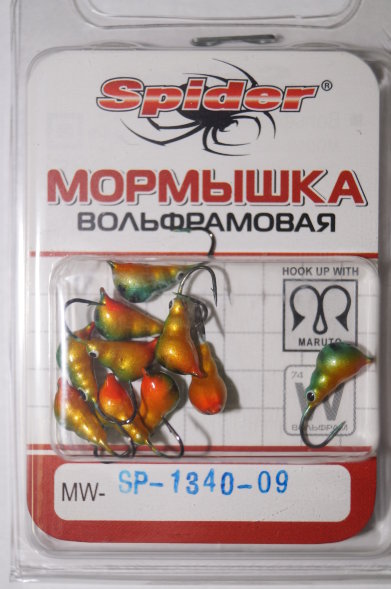 Spider®
МОРМЫШКА
ВОЛЬФРАМОВАЯ
HOOK UP WITH
MARUTO
74
W
ВОЛЬФРАМ
MW- SP-1340-09